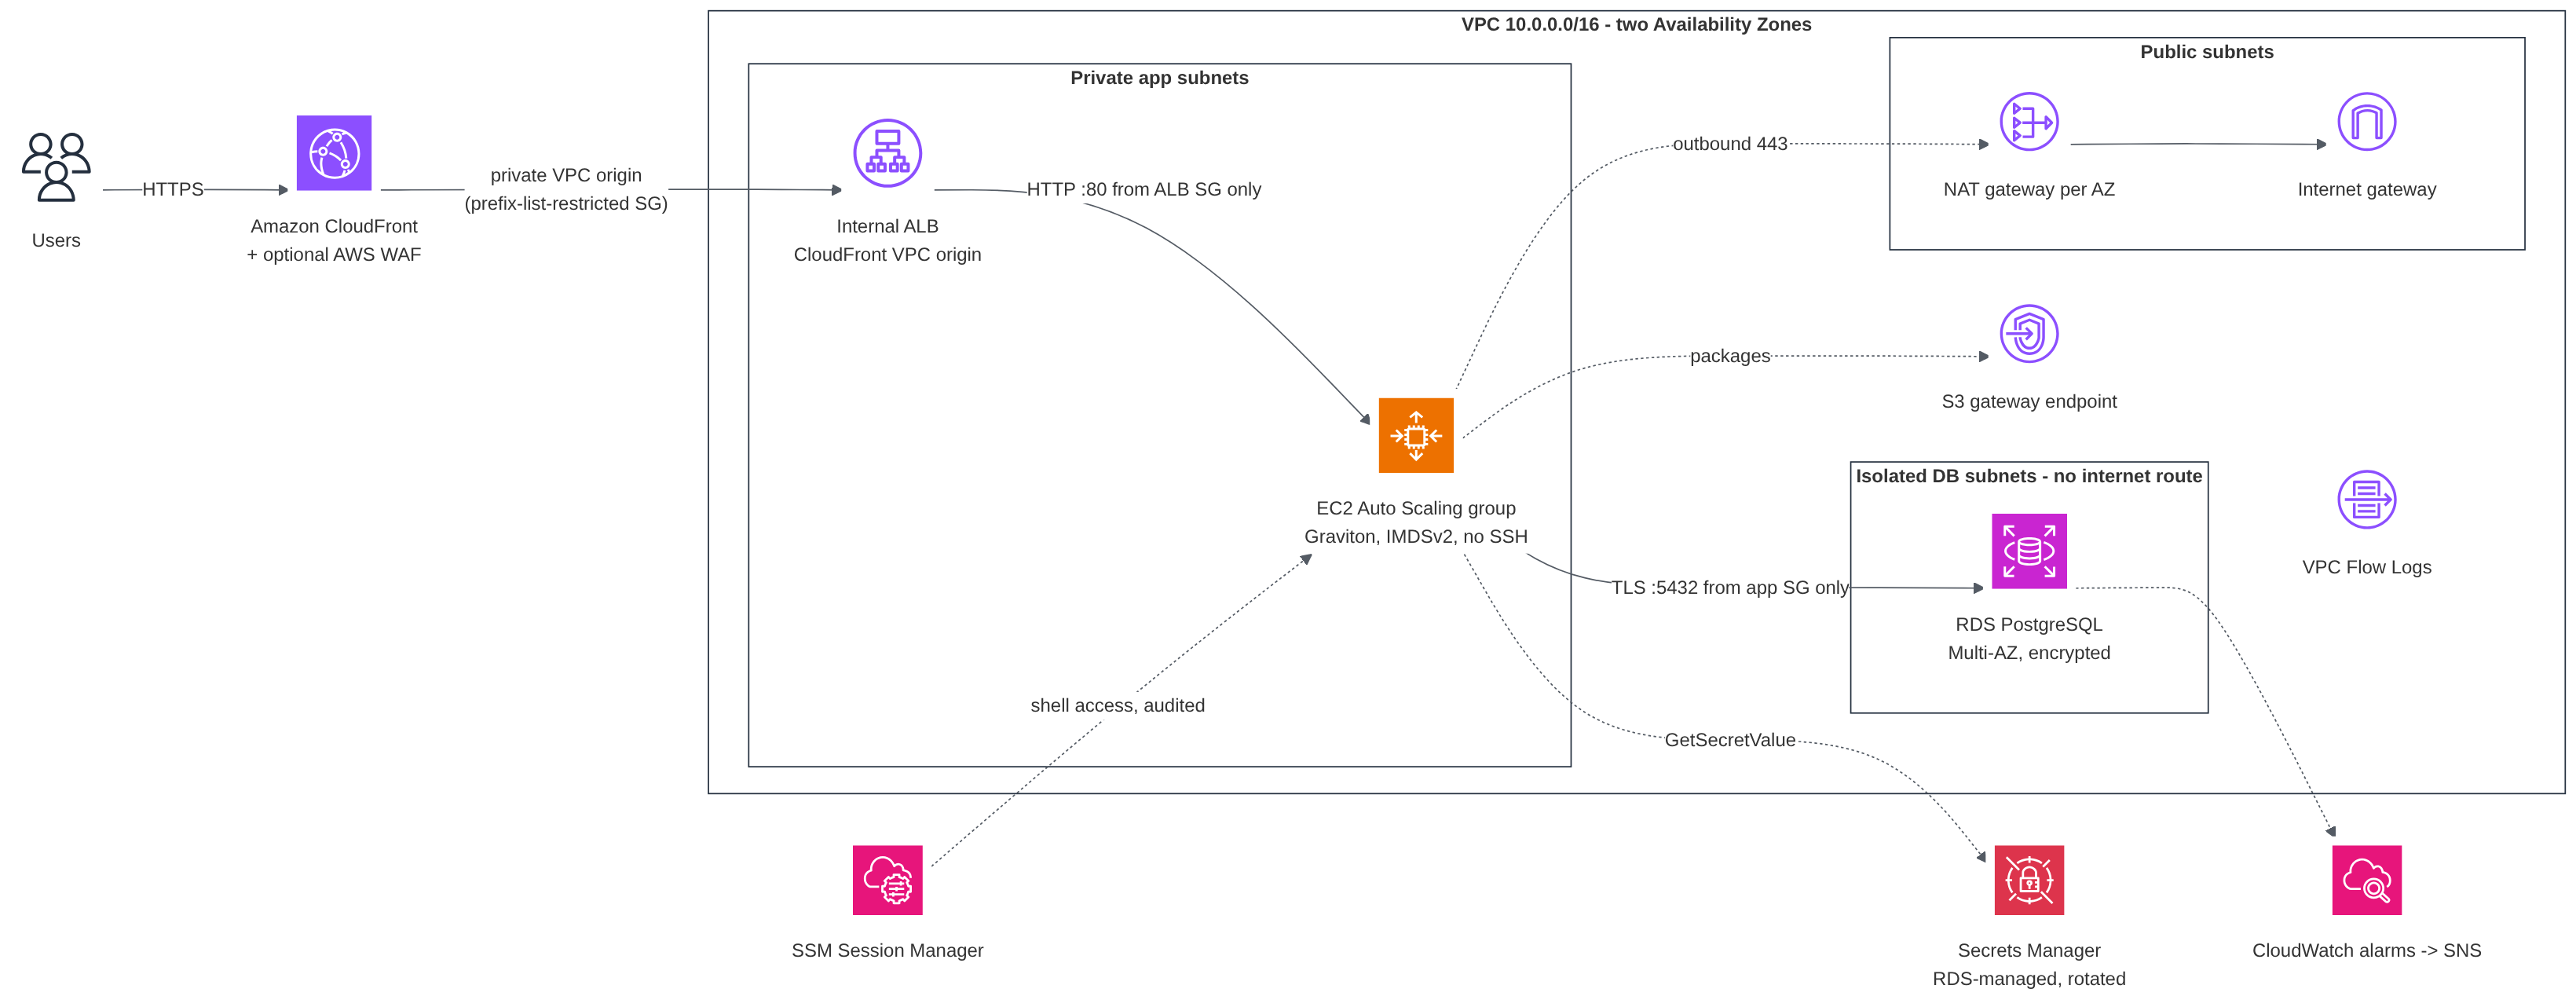 VPC 10.0.0.0/16 - two Availability Zones
Private app subnets
Public subnets
Users
HTTPS
Amazon CloudFront
+ optional AWS WAF
private VPC origin
(prefix-list-restricted SG)
Internal ALB
CloudFront VPC origin
HTTP :80 from ALB SG only
outbound 443
NAT gateway per AZ
Internet gateway
packages
S3 gateway endpoint
EC2 Auto Scaling group
Graviton, IMDSv2, no SSH
Isolated DB subnets - no internet route
TLS :5432 from app SG only
RDS PostgreSQL
Multi-AZ, encrypted
VPC Flow Logs
shell access, audited
GetSecretValue
SSM Session Manager
Secrets Manager
RDS-managed, rotated
CloudWatch alarms -> SNS